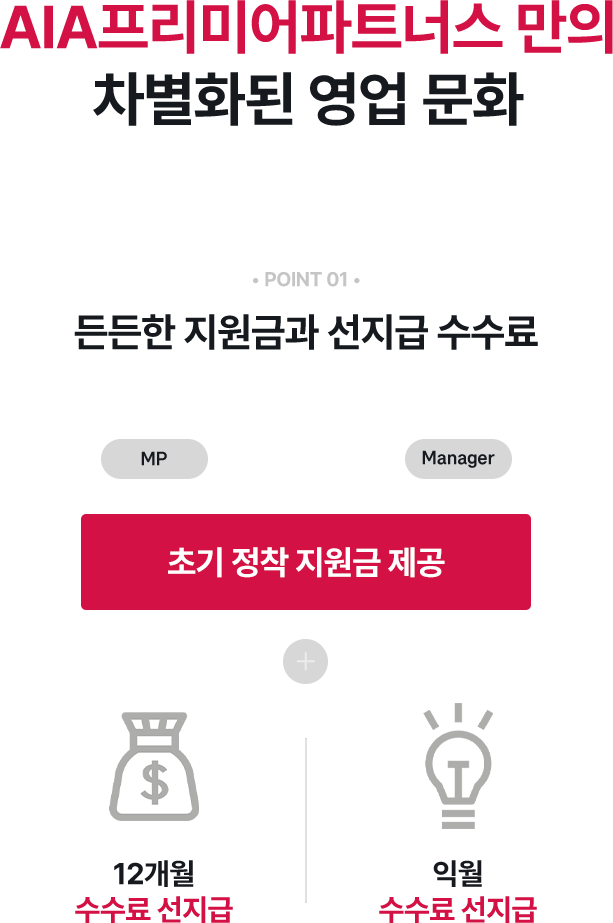 AIA프리미어파트너스 만의
차별화된 영업 문화
• POINT 01 •
든든한 지원금과 선지급 수수료
MP
Manager
초기 정착 지원금 제공
+
$
12개월
수수료 선지급
익월
수수료 선지급